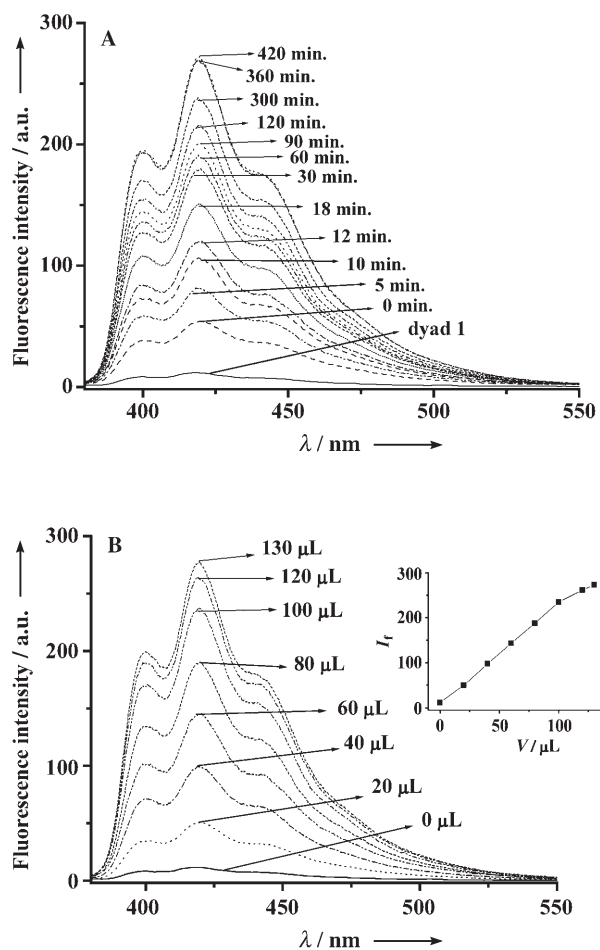 A
Fluorescence intensity / a.u.
300
200
100
0
420 min.
360 min.
300 min.
120 min.
90 min.
60 min.
30 min.
18 min.
12 min.
10 min.
5 min.
0 min.
dyad 1
400 450 500 550
λ / nm
B
Fluorescence intensity / a.u.
300
200
100
0
130 μL
120 μL
100 μL
80 μL
60 μL
40 μL
20 μL
0 μL
If
300
200
100
0
0 50 100
V / μL
400 450 500 550
λ / nm